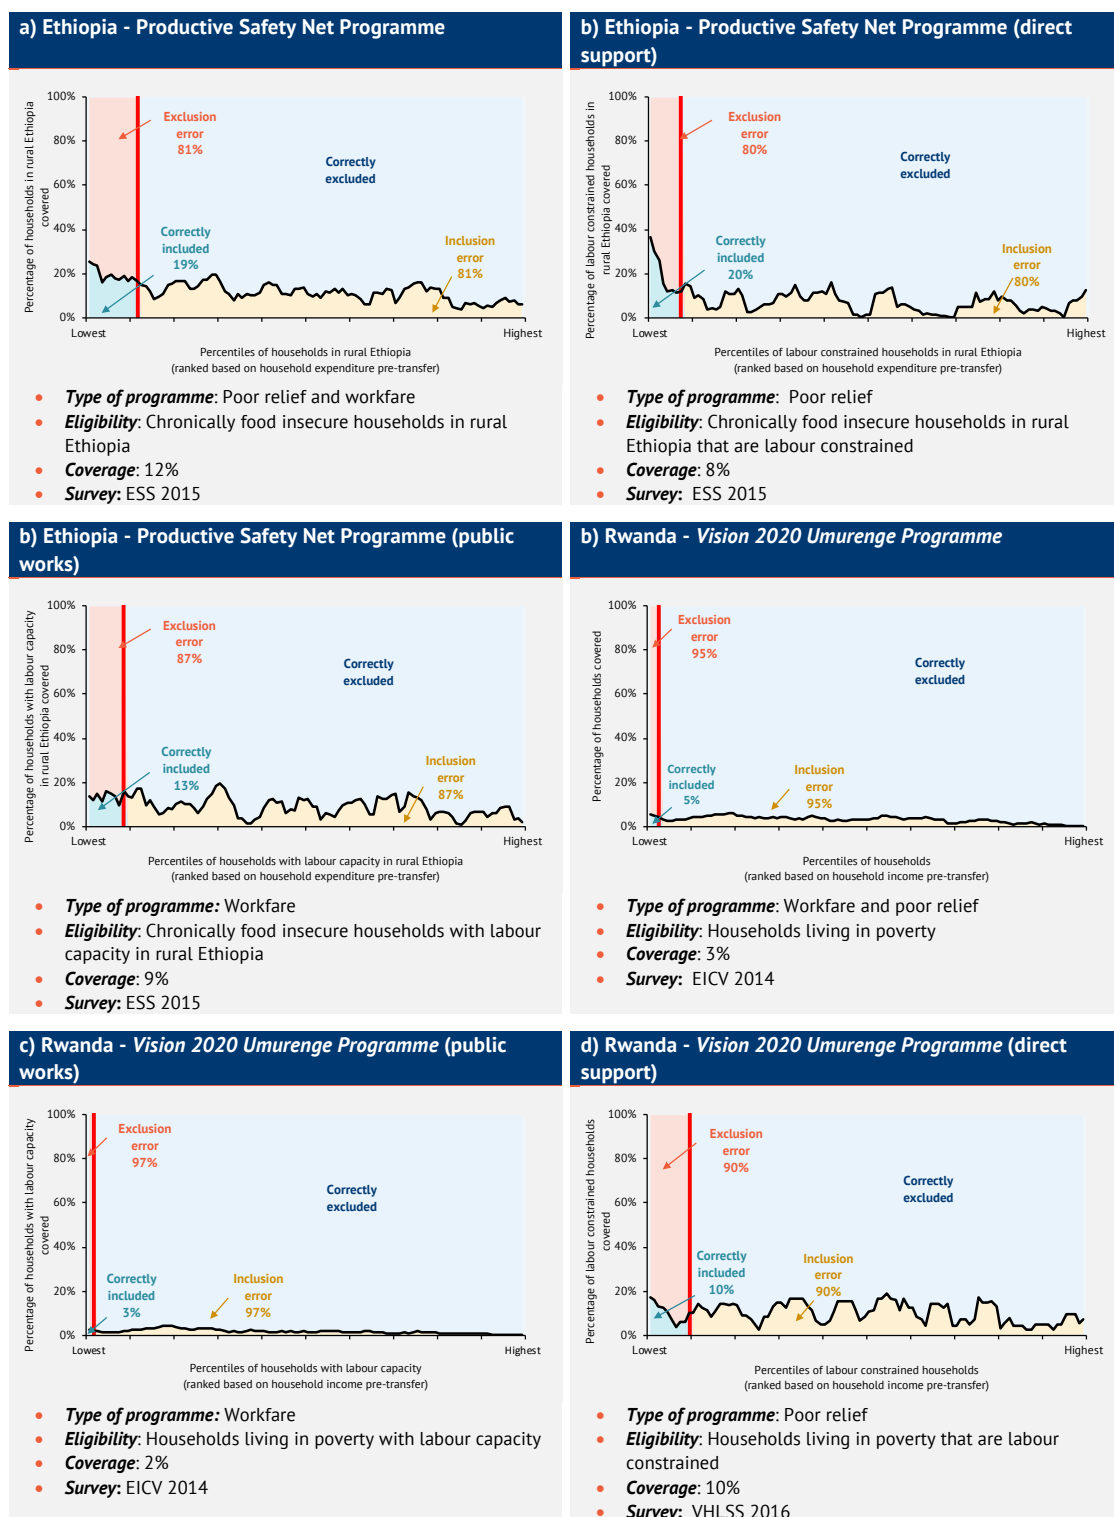 a) Ethiopia - Productive Safety Net Programme
Percentage of households in rural Ethiopia
covered
100%
80%
60%
40%
20%
0%
Exclusion
error
81%
Correctly
excluded
Correctly
included
19%
Inclusion
error
81%
Lowest
Highest
Percentiles of households in rural Ethiopia
(ranked based on household expenditure pre-transfer)
• Type of programme: Poor relief and workfare
• Eligibility: Chronically food insecure households in rural
Ethiopia
• Coverage: 12%
• Survey: ESS 2015
b) Ethiopia - Productive Safety Net Programme (direct
support)
Percentage of labour constrained households in
rural Ethiopia covered
100%
80%
60%
40%
20%
0%
Exclusion
error
80%
Correctly
excluded
Correctly
included
20%
Inclusion
error
80%
Lowest
Highest
Percentiles of labour constrained households in rural Ethiopia
(ranked based on household expenditure pre-transfer)
• Type of programme: Poor relief
• Eligibility: Chronically food insecure households in rural
Ethiopia that are labour constrained
• Coverage: 8%
• Survey: ESS 2015
b) Ethiopia - Productive Safety Net Programme (public
works)
Percentage of households with labour capacity
in rural Ethiopia covered
100%
80%
60%
40%
20%
0%
Exclusion
error
87%
Correctly
excluded
Correctly
included
13%
Inclusion
error
87%
Lowest
Highest
Percentiles of households with labour capacity in rural Ethiopia
(ranked based on household expenditure pre-transfer)
• Type of programme: Workfare
• Eligibility: Chronically food insecure households with labour
capacity in rural Ethiopia
• Coverage: 9%
• Survey: ESS 2015
b) Rwanda - Vision 2020 Umurenge Programme
Percentage of households covered
100%
80%
60%
40%
20%
0%
Exclusion
error
95%
Correctly
excluded
Correctly
included
5%
Inclusion
error
95%
Lowest
Highest
Percentiles of households
(ranked based on household income pre-transfer)
• Type of programme: Workfare and poor relief
• Eligibility: Households living in poverty
• Coverage: 3%
• Survey: EICV 2014
c) Rwanda - Vision 2020 Umurenge Programme (public
works)
Percentage of households with labour capacity
covered
100%
80%
60%
40%
20%
0%
Exclusion
error
97%
Correctly
excluded
Correctly
included
3%
Inclusion
error
97%
Lowest
Highest
Percentiles of households with labour capacity
(ranked based on household income pre-transfer)
• Type of programme: Workfare
• Eligibility: Households living in poverty with labour capacity
• Coverage: 2%
• Survey: EICV 2014
d) Rwanda - Vision 2020 Umurenge Programme (direct
support)
Percentage of labour constrained households
covered
100%
80%
60%
40%
20%
0%
Exclusion
error
90%
Correctly
excluded
Correctly
included
10%
Inclusion
error
90%
Lowest
Highest
Percentiles of labour constrained households
(ranked based on household income pre-transfer)
• Type of programme: Poor relief
• Eligibility: Households living in poverty that are labour
constrained
• Coverage: 10%
• Survey: VHLSS 2016